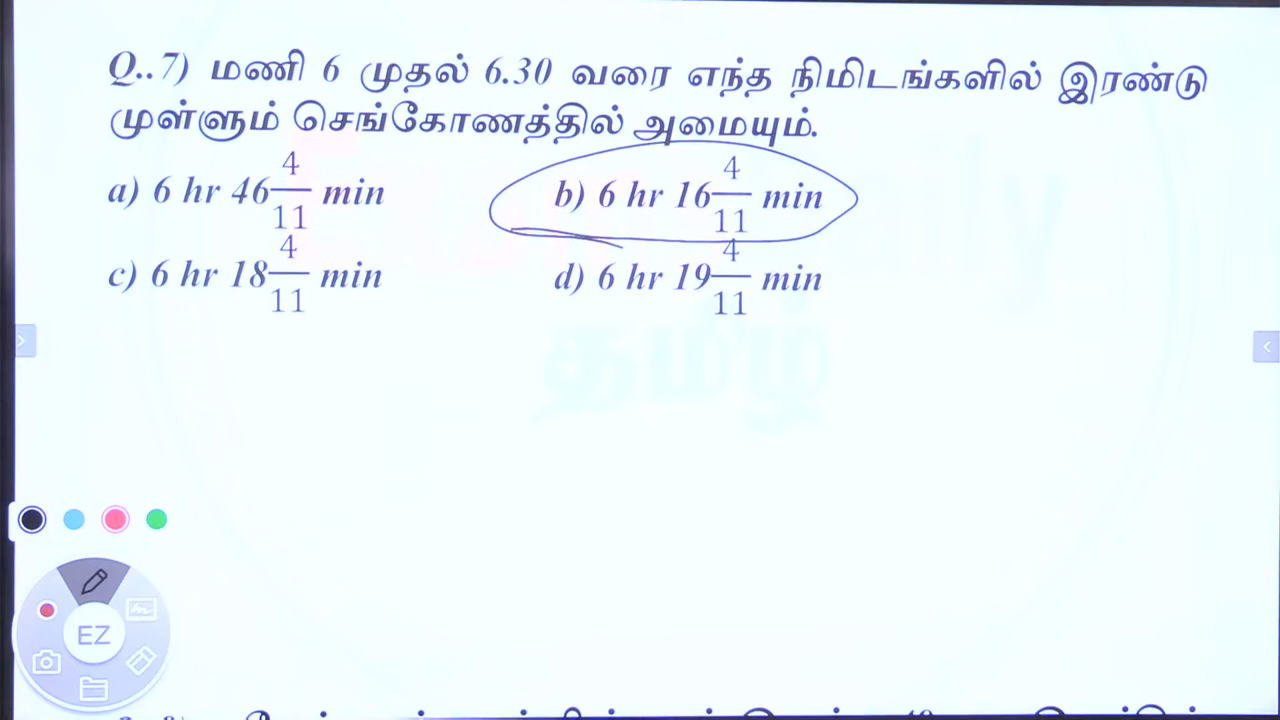 Q..7) மணி 6 முதல் 6.30 வரை எந்த நிமிடங்களில் இரண்டு
முள்ளும் செங்கோணத்தில் அமையும்.
a) 6 hr 46 4/11 min b) 6 hr 16 4/11 min
c) 6 hr 18 4/11 min d) 6 hr 19 4/11 min
தமிழ்
EZ